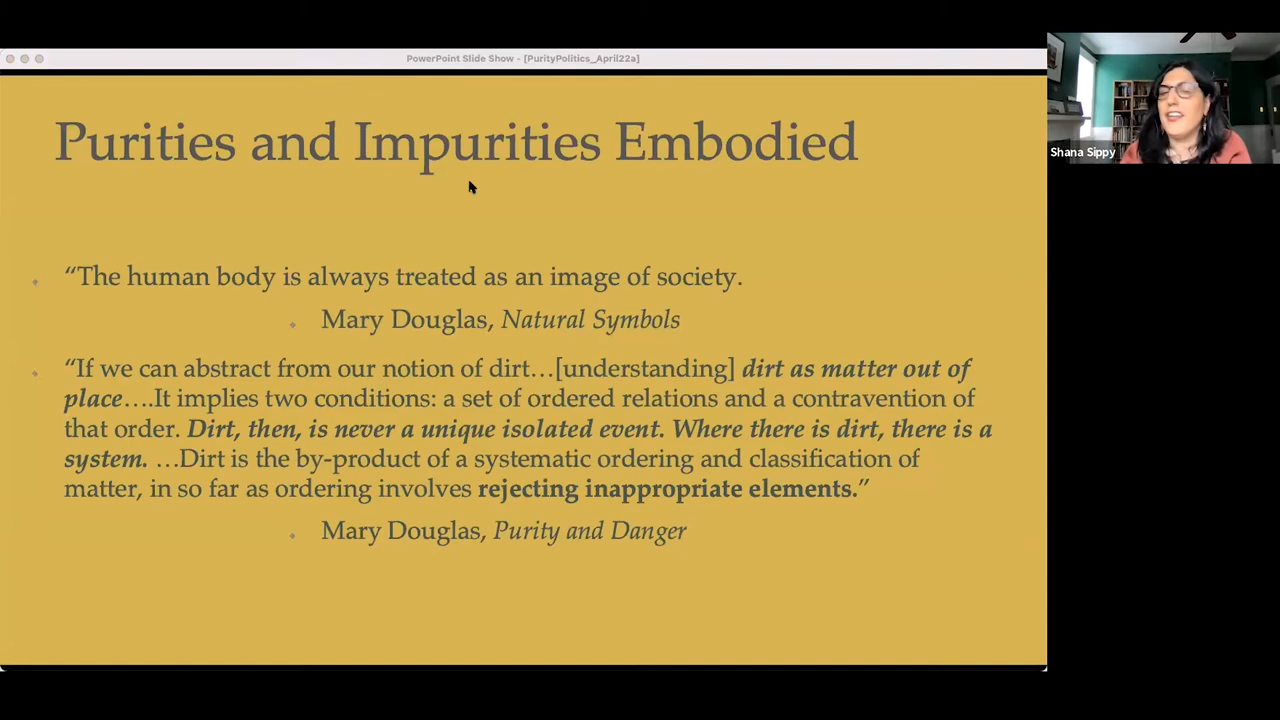 PowerPoint Slide Show - [PurityPolitics_April22a]
Purities and Impurities Embodied
“The human body is always treated as an image of society.
Mary Douglas, Natural Symbols
“If we can abstract from our notion of dirt…[understanding] dirt as matter out of
place….It implies two conditions: a set of ordered relations and a contravention of
that order. Dirt, then, is never a unique isolated event. Where there is dirt, there is a
system. …Dirt is the by-product of a systematic ordering and classification of
matter, in so far as ordering involves rejecting inappropriate elements.”
Mary Douglas, Purity and Danger
Shana Sippy